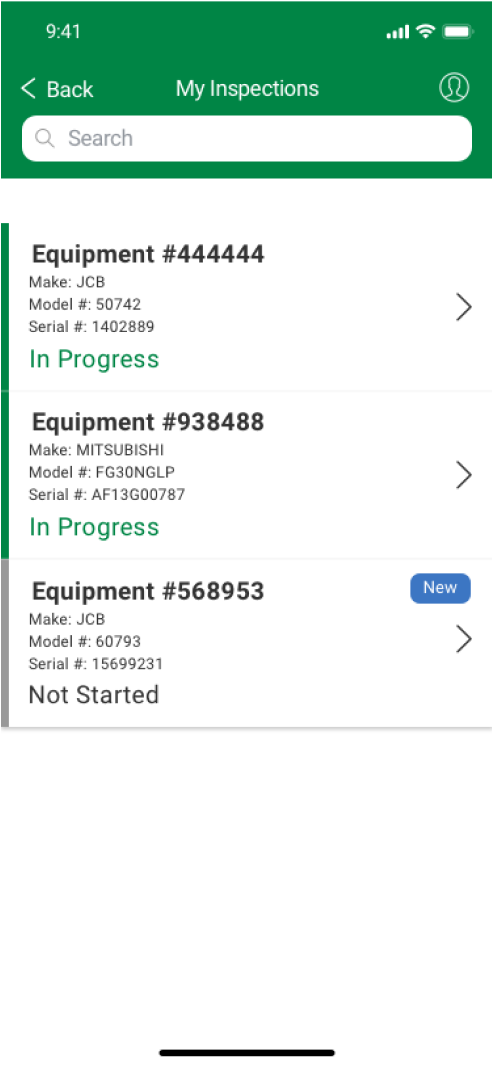 9:41
Back
My Inspections
Search
Equipment #444444
Make: JCB
Model #: 50742
Serial #: 1402889
In Progress
Equipment #938488
Make: MITSUBISHI
Model #: FG30NGLP
Serial #: AF13G00787
In Progress
Equipment #568953
New
Make: JCB
Model #: 60793
Serial #: 15699231
Not Started